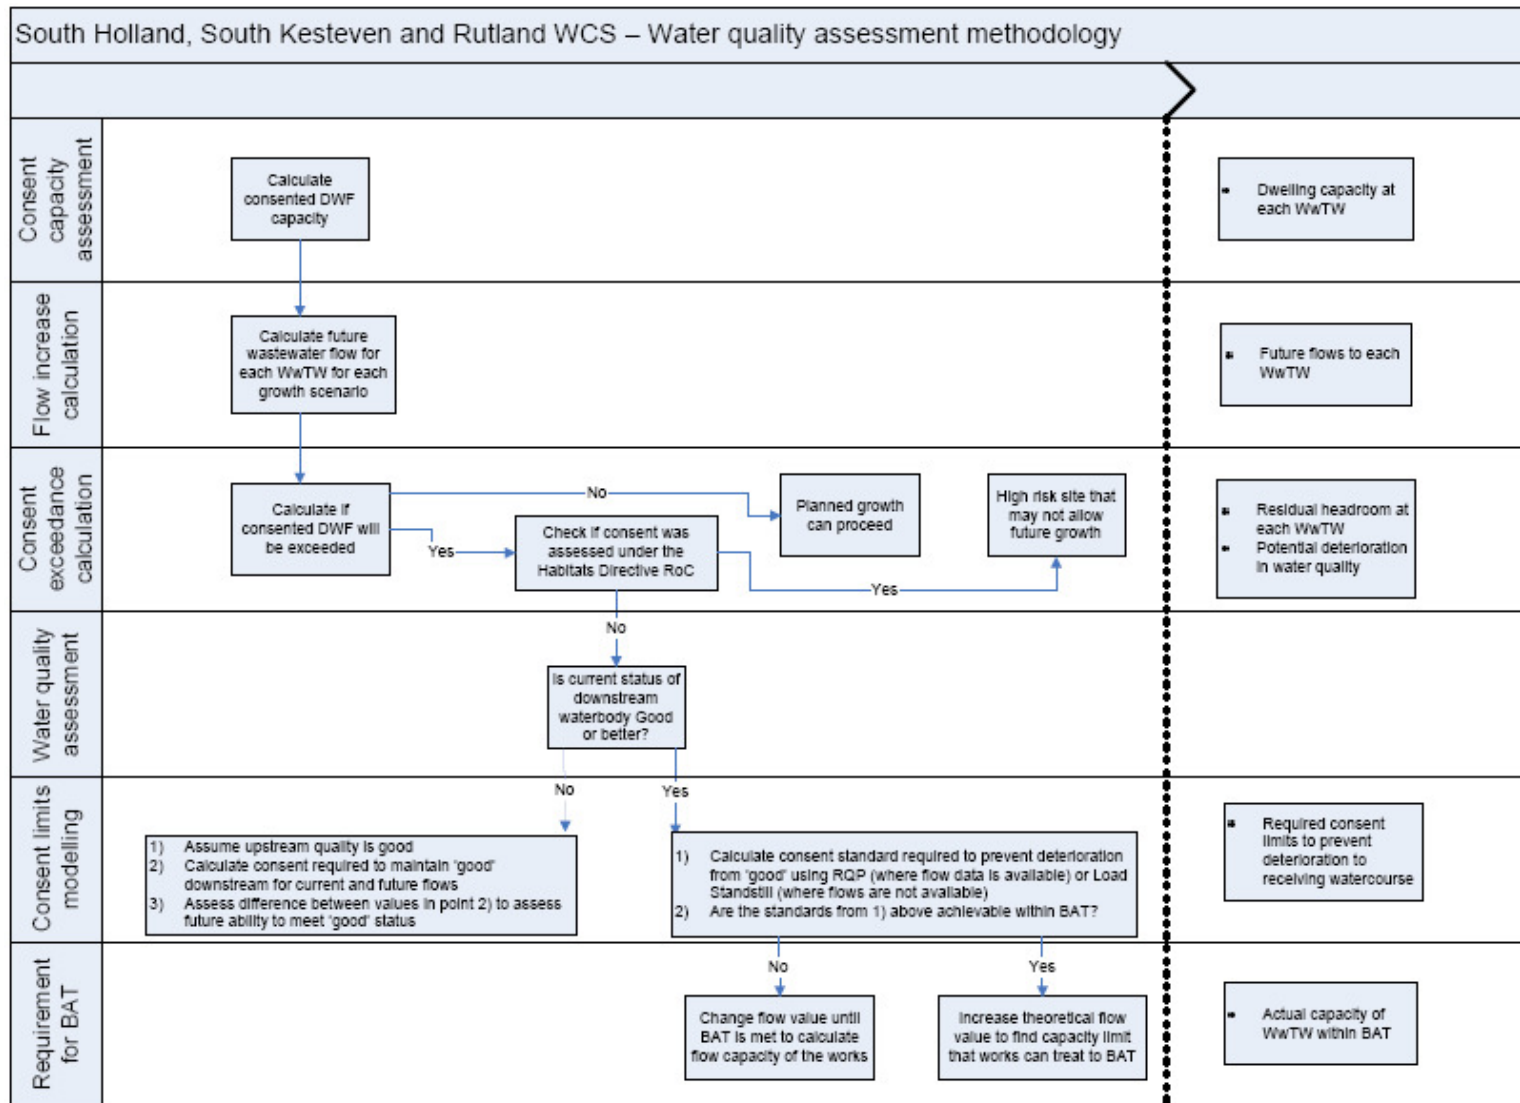 South Holland, South Kesteven and Rutland WCS – Water quality assessment methodology
Consent
capacity
assessment
Calculate
consented DWF
capacity
Dwelling capacity at
each WwTW
Flow increase
calculation
Calculate future
wastewater flow for
each WwTW for each
growth scenario
Future flows to each
WwTW
Consent
exceedance
calculation
Calculate if
consented DWF will
be exceeded
No
Yes
Check if consent was
assessed under the
Habitats Directive RoC
Planned growth
can proceed
High risk site that
may not allow
future growth
Yes
Residual headroom at
each WwTW
Potential deterioration
in water quality
No
Water quality
assessment
Is current status of
downstream
waterbody Good
or better?
No
Yes
Consent limits
modelling
1) Assume upstream quality is good
2) Calculate consent required to maintain 'good'
downstream for current and future flows
3) Assess difference between values in point 2) to assess
future ability to meet 'good' status
1) Calculate consent standard required to prevent deterioration
from 'good' using RQP (where flow data is available) or Load
Standstill (where flows are not available)
2) Are the standards from 1) above achievable within BAT?
Required consent
limits to prevent
deterioration to
receiving watercourse
No
Yes
Requirement
for BAT
Change flow value until
BAT is met to calculate
flow capacity of the works
Increase theoretical flow
value to find capacity limit
that works can treat to BAT
Actual capacity of
WwTW within BAT